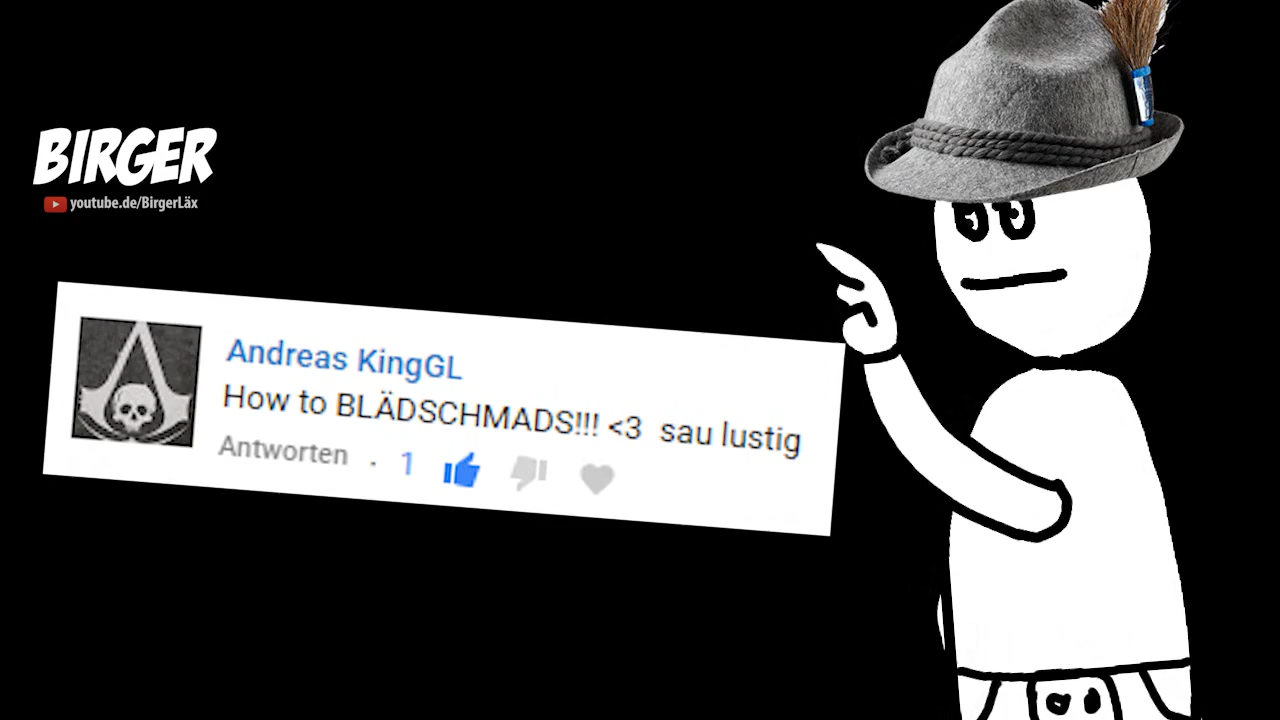 BIRGER
youtube.de/BirgerLäx
Andreas KingGL
How to BLÄDSCHMADS!!! <3 sau lustig
Antworten · 1